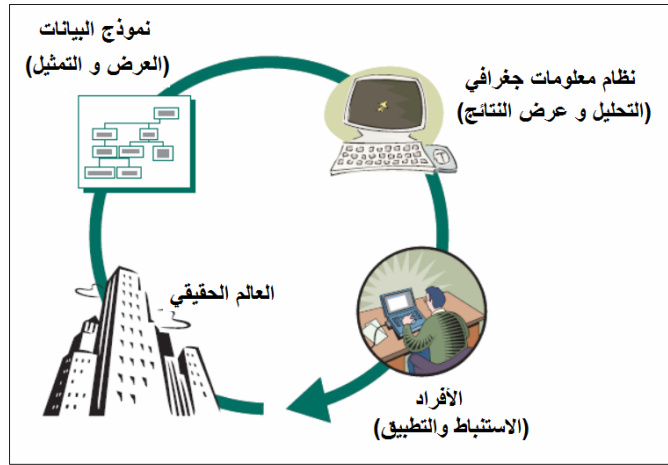 نموذج البيانات
(العرض و التمثيل)
نظام معلومات جغرافي
(التحليل و عرض النتائج)
العالم الحقيقي
الأفراد
(الاستنباط والتطبيق)